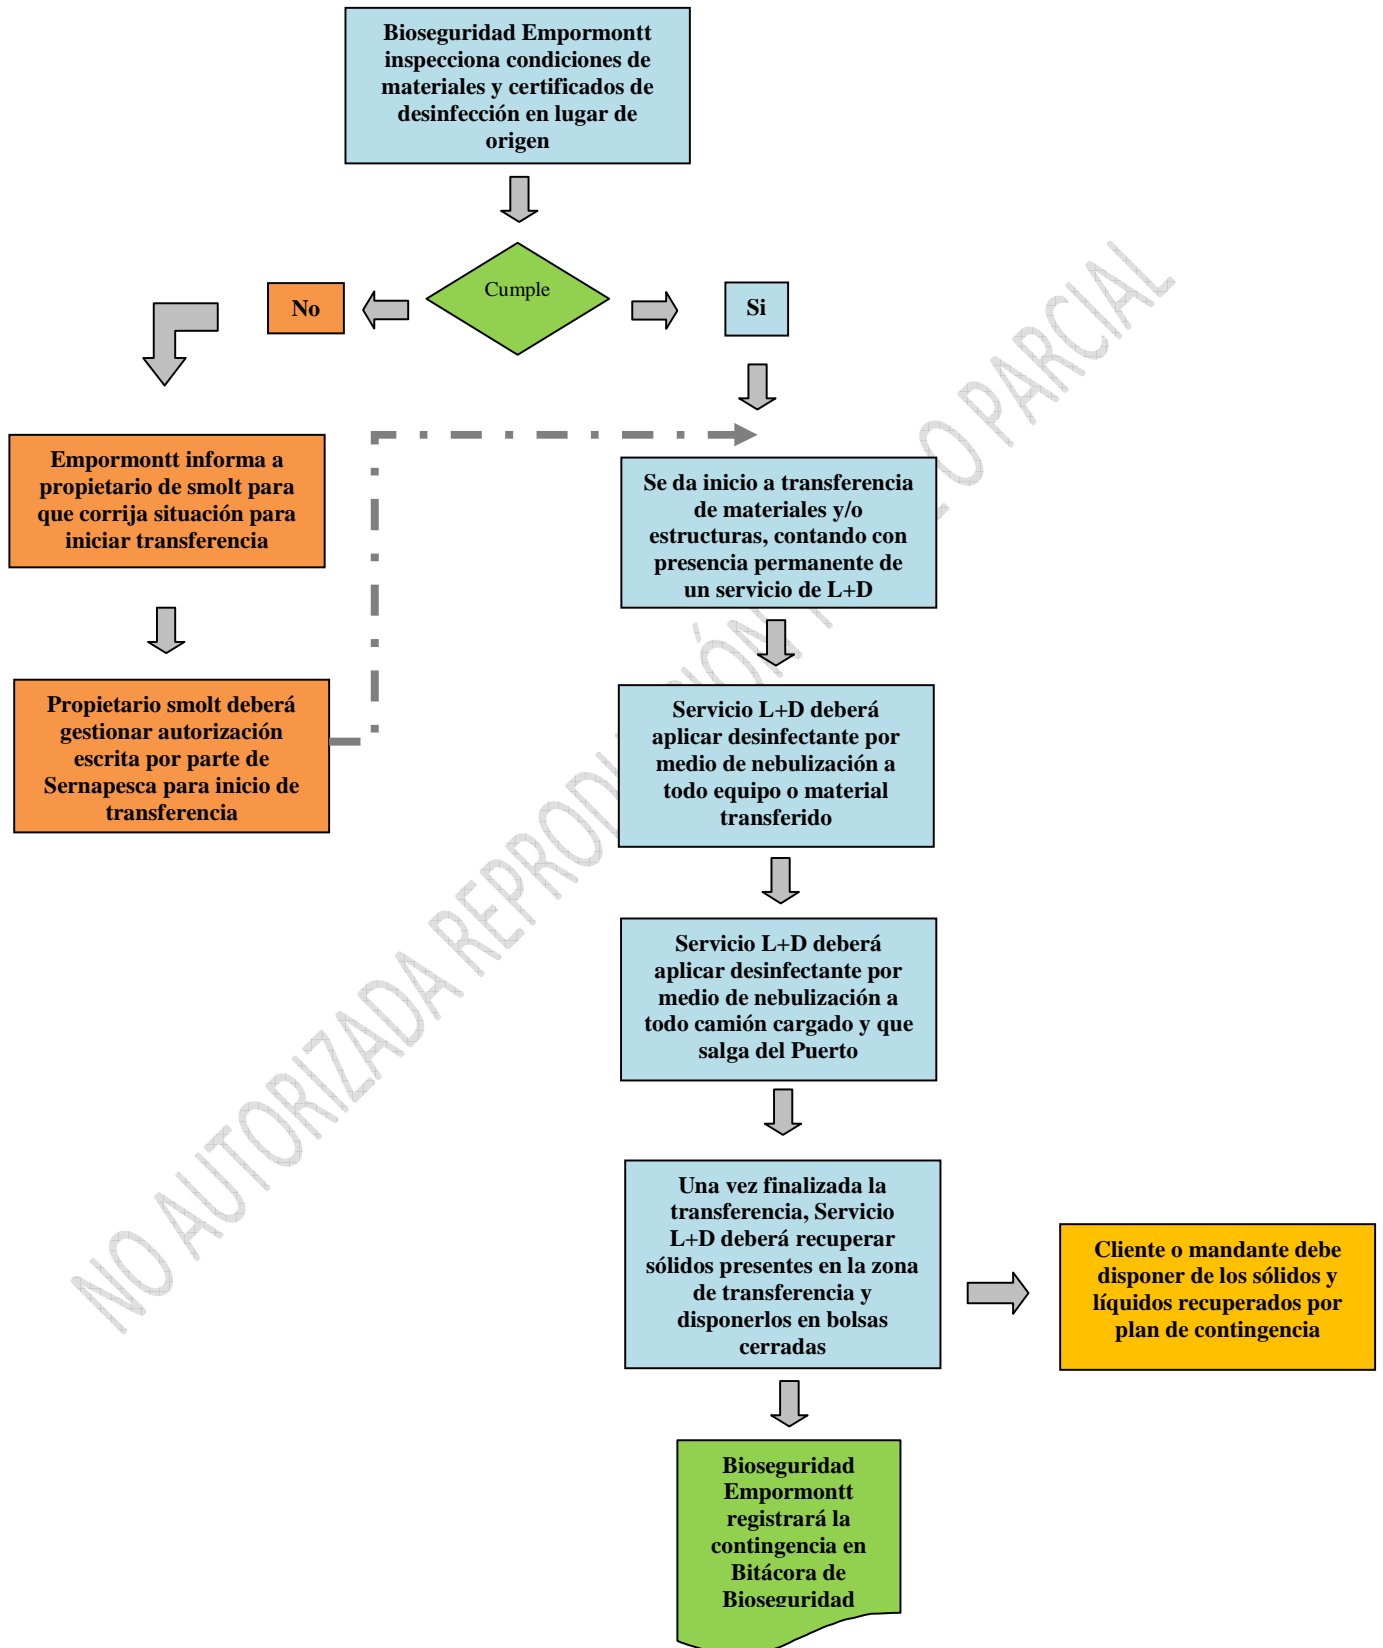 Bioseguridad Empormontt
inspecciona condiciones de
materiales y certificados de
desinfección en lugar de
origen
Cumple
No
Si
Empormontt informa a
propietario de smolt para
que corrija situación para
iniciar transferencia
Propietario smolt deberá
gestionar autorización
escrita por parte de
Sernapesca para inicio de
transferencia
Se da inicio a transferencia
de materiales y/o
estructuras, contando con
presencia permanente de
un servicio de L+D
Servicio L+D deberá
aplicar desinfectante por
medio de nebulización a
todo equipo o material
transferido
Servicio L+D deberá
aplicar desinfectante por
medio de nebulización a
todo camión cargado y que
salga del Puerto
Una vez finalizada la
transferencia, Servicio
L+D deberá recuperar
sólidos presentes en la zona
de transferencia y
disponerlos en bolsas
cerradas
Cliente o mandante debe
disponer de los sólidos y
líquidos recuperados por
plan de contingencia
Bioseguridad
Empormontt
registrará la
contingencia en
Bitácora de
Bioseguridad
NO AUTORIZADA REPRODUCCIÓN O PARCIAL